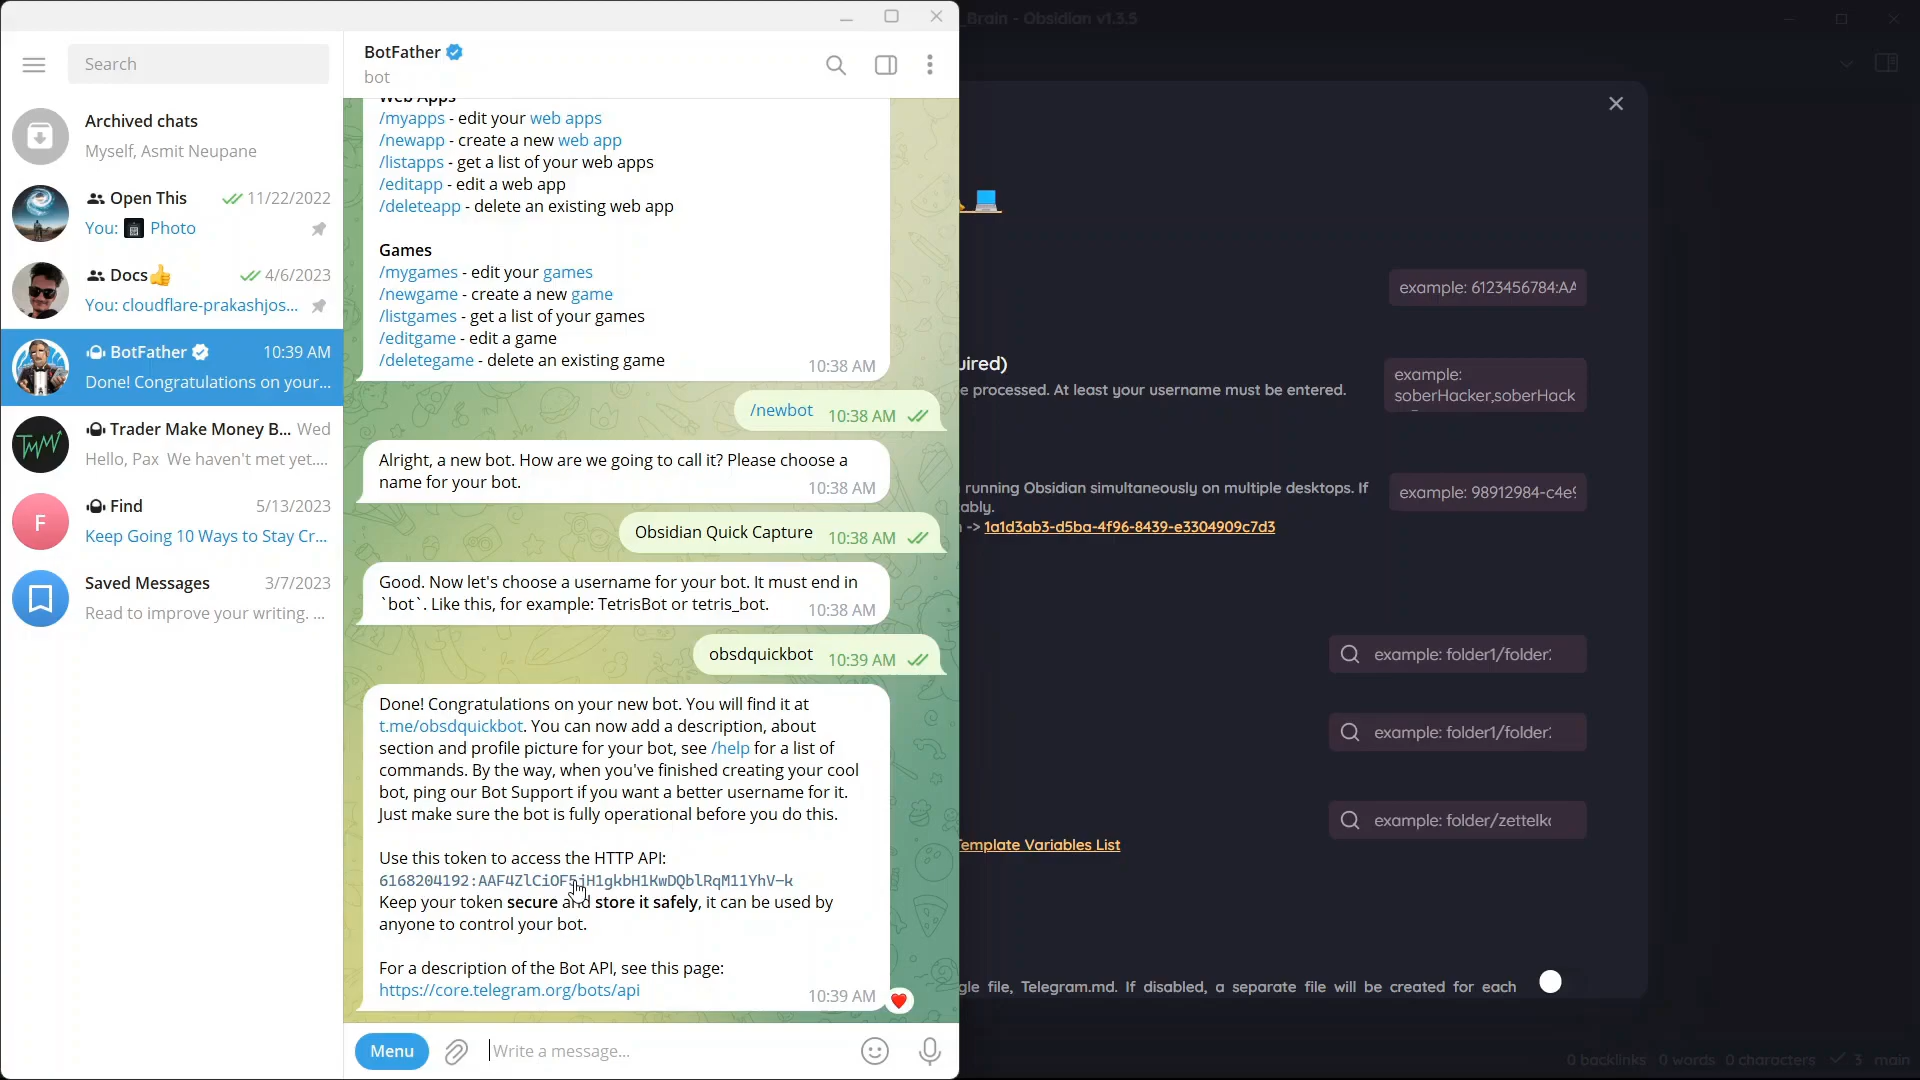 Search
Archived chats
Myself, Asmit Neupane
Open This
11/22/2022
You: Photo
Docs👍
4/6/2023
You: cloudflare-prakashjos...
BotFather
10:39 AM
Done! Congratulations on your...
Trader Make Money B...
Wed
Hello, Pax We haven't met yet....
F
Find
5/13/2023
Keep Going 10 Ways to Stay Cr...
Saved Messages
3/7/2023
Read to improve your writing. ...
BotFather
bot
Web Apps
/myapps - edit your web apps
/newapp - create a new web app
/listapps - get a list of your web apps
/editapp - edit a web app
/deleteapp - delete an existing web app
Games
/mygames - edit your games
/newgame - create a new game
/listgames - get a list of your games
/editgame - edit a game
/deletegame - delete an existing game
10:38 AM
/newbot
10:38 AM
Alright, a new bot. How are we going to call it? Please choose a
name for your bot.
10:38 AM
Obsidian Quick Capture
10:38 AM
Good. Now let's choose a username for your bot. It must end in
`bot`. Like this, for example: TetrisBot or tetris_bot.
10:38 AM
obsdquickbot
10:39 AM
Done! Congratulations on your new bot. You will find it at
t.me/obsdquickbot. You can now add a description, about
section and profile picture for your bot, see /help for a list of
commands. By the way, when you've finished creating your cool
bot, ping our Bot Support if you want a better username for it.
Just make sure the bot is fully operational before you do this.
Use this token to access the HTTP API:
Keep your token secure and store it safely, it can be used by
anyone to control your bot.
For a description of the Bot API, see this page:
https://core.telegram.org/bots/api
10:39 AM
Menu
Write a message...
Brain - Obsidian v1.3.5
example: 6123456784:AA
uired)
e processed. At least your username must be entered.
example:
soberHacker,soberHack
running Obsidian simultaneously on multiple desktops. If
ably.
-> 1a1d3ab3-d5ba-4f96-8439-e3304909c7d3
example: 98912984-c4e9
example: folder1/folder
example: folder1/folder
example: folder/zettelk
Template Variables List
gle file, Telegram.md. If disabled, a separate file will be created for each
0 backlinks 0 words 0 characters 3 main